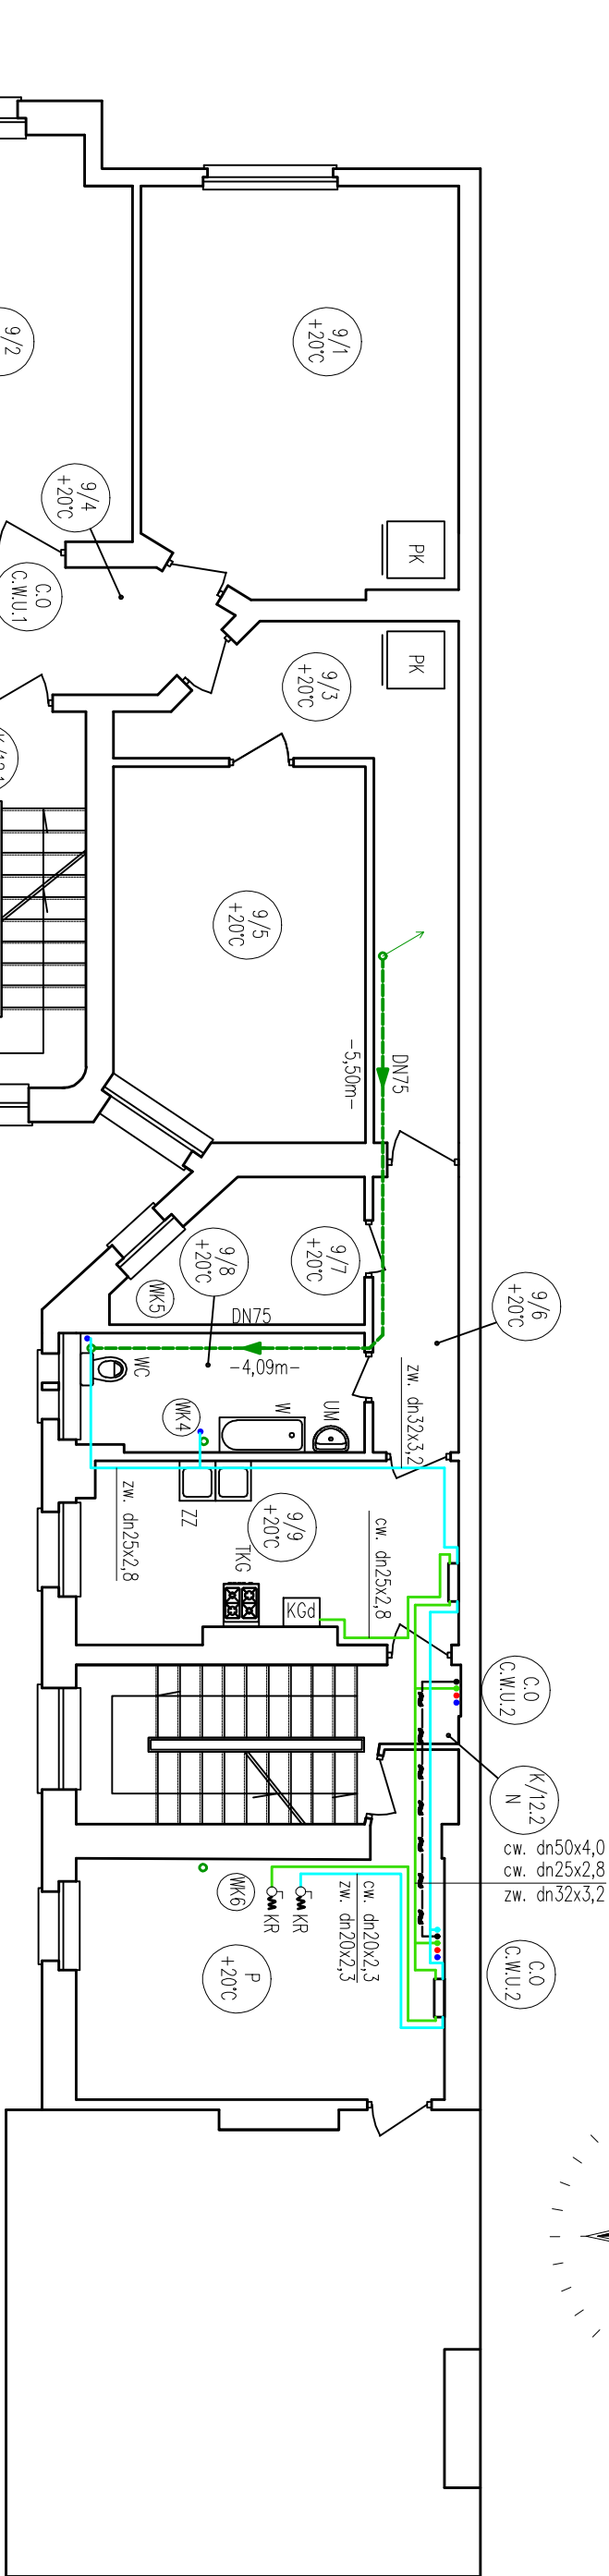 9/2
9/1
+20°C
9/4
+20°C
PK
C.O
C.W.U.1
PK
9/3
+20°C
9/5
+20°C
DN75
-5,50m-
9/8
+20°C
9/7
+20°C
WK5
9/6
+20°C
DN75
-4,09m-
WC
zw. dn32x3,2
WK4
W
UM
zw. dn25x2,8
ZZ
9/9
+20°C
cw. dn25x2,8
TKG
KGd
C.O
C.W.U.2
K/12.2
N
cw. dn50x4,0
cw. dn25x2,8
zw. dn32x3,2
WK6
KR
KR
cw. dn20x2,3
zw. dn20x2,3
P
+20°C
C.O
C.W.U.2